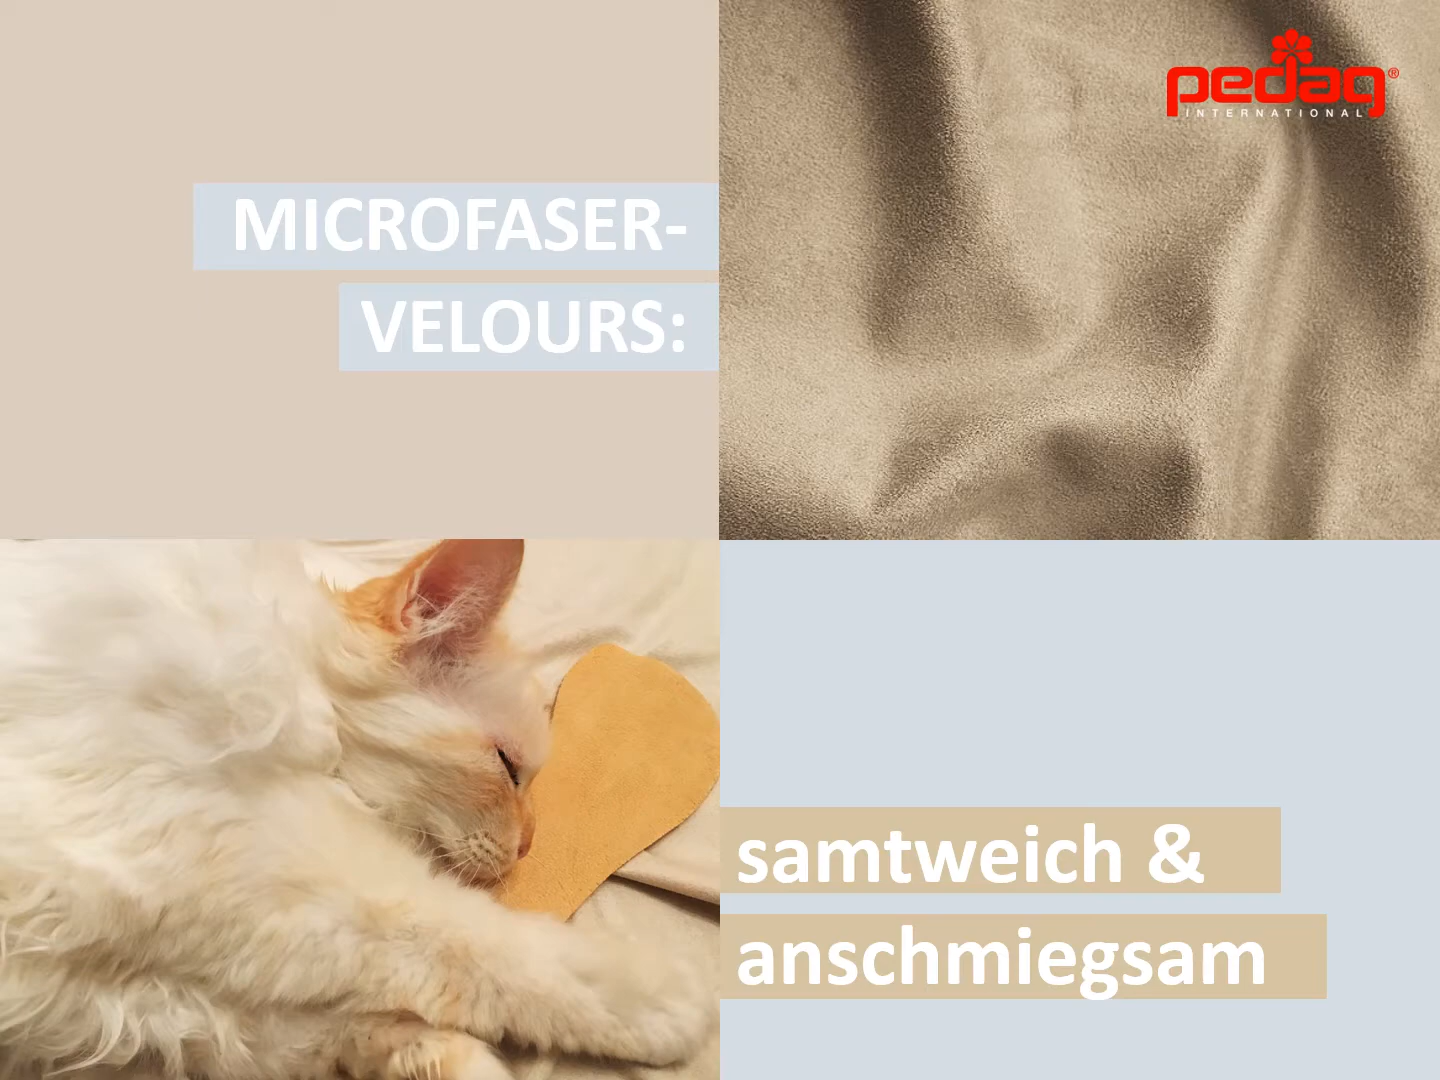 pedag®
INTERNATIONAL
MICROFASER-
VELOURS:
samtweich &
anschmiegsam